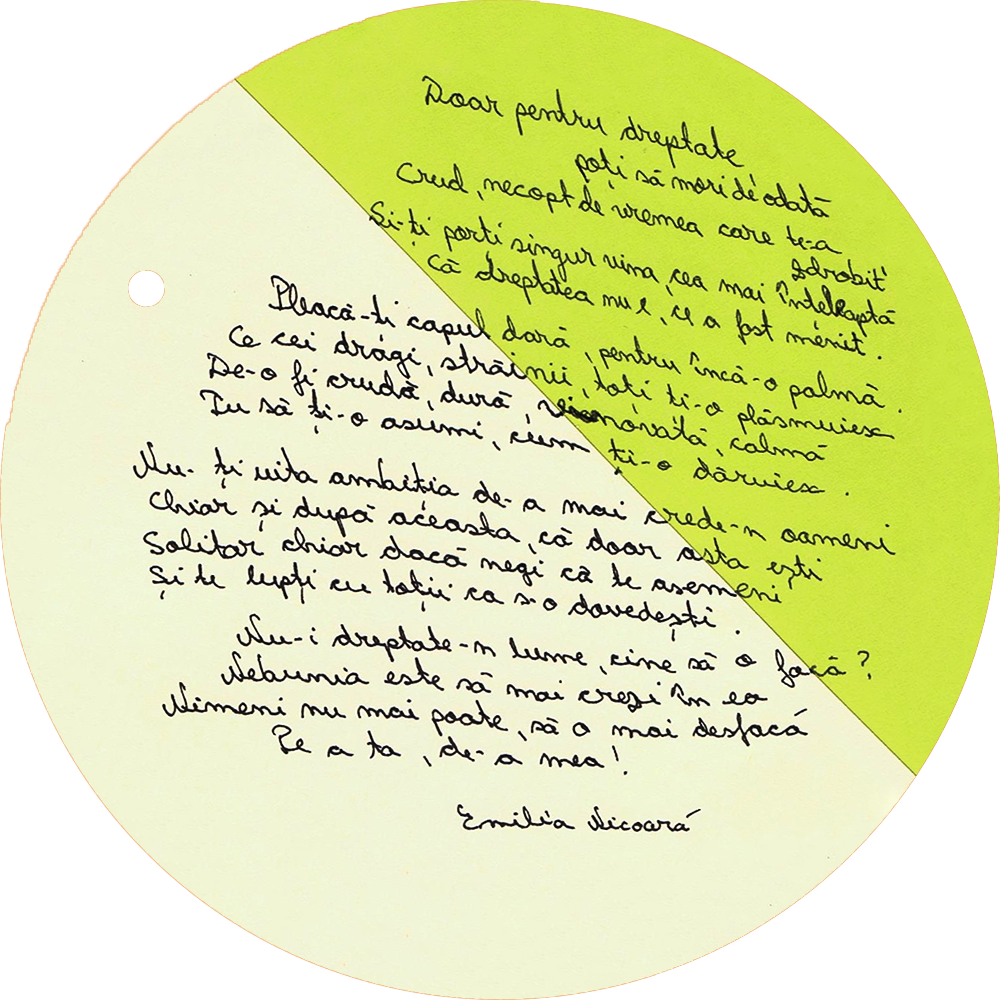 Doar pentru dreptate
poți să mori de odată
Crud, necopt de vremea care te-a
zdrobit
Și-ți porți singur vina, cea mai înțeleaptă
Că dreptatea nu e, ce a fost menit.
Pleacă-ți capul dară, pentru încă-o palmă.
Ce cei dragi, străinii, toți ți-o plăsmuiesc
De-o fi crudă, dură, inovată, calmă
Tu să ți-o asumi, cum ți-o dăruiesc.
Nu-ți uita ambiția de-a mai crede-n oameni
Chiar și după aceasta, că doar asta ești
Solitar chiar dacă negi că te asemeni
Și te lupți cu toții ca s-o dovedești.
Nu-i dreptate-n lume, cine să o facă?
Nebunia este să mai crezi în ea
Nimeni nu mai poate, să o mai desfacă
Pe a ta, de-a mea!
Emilia Nicoară